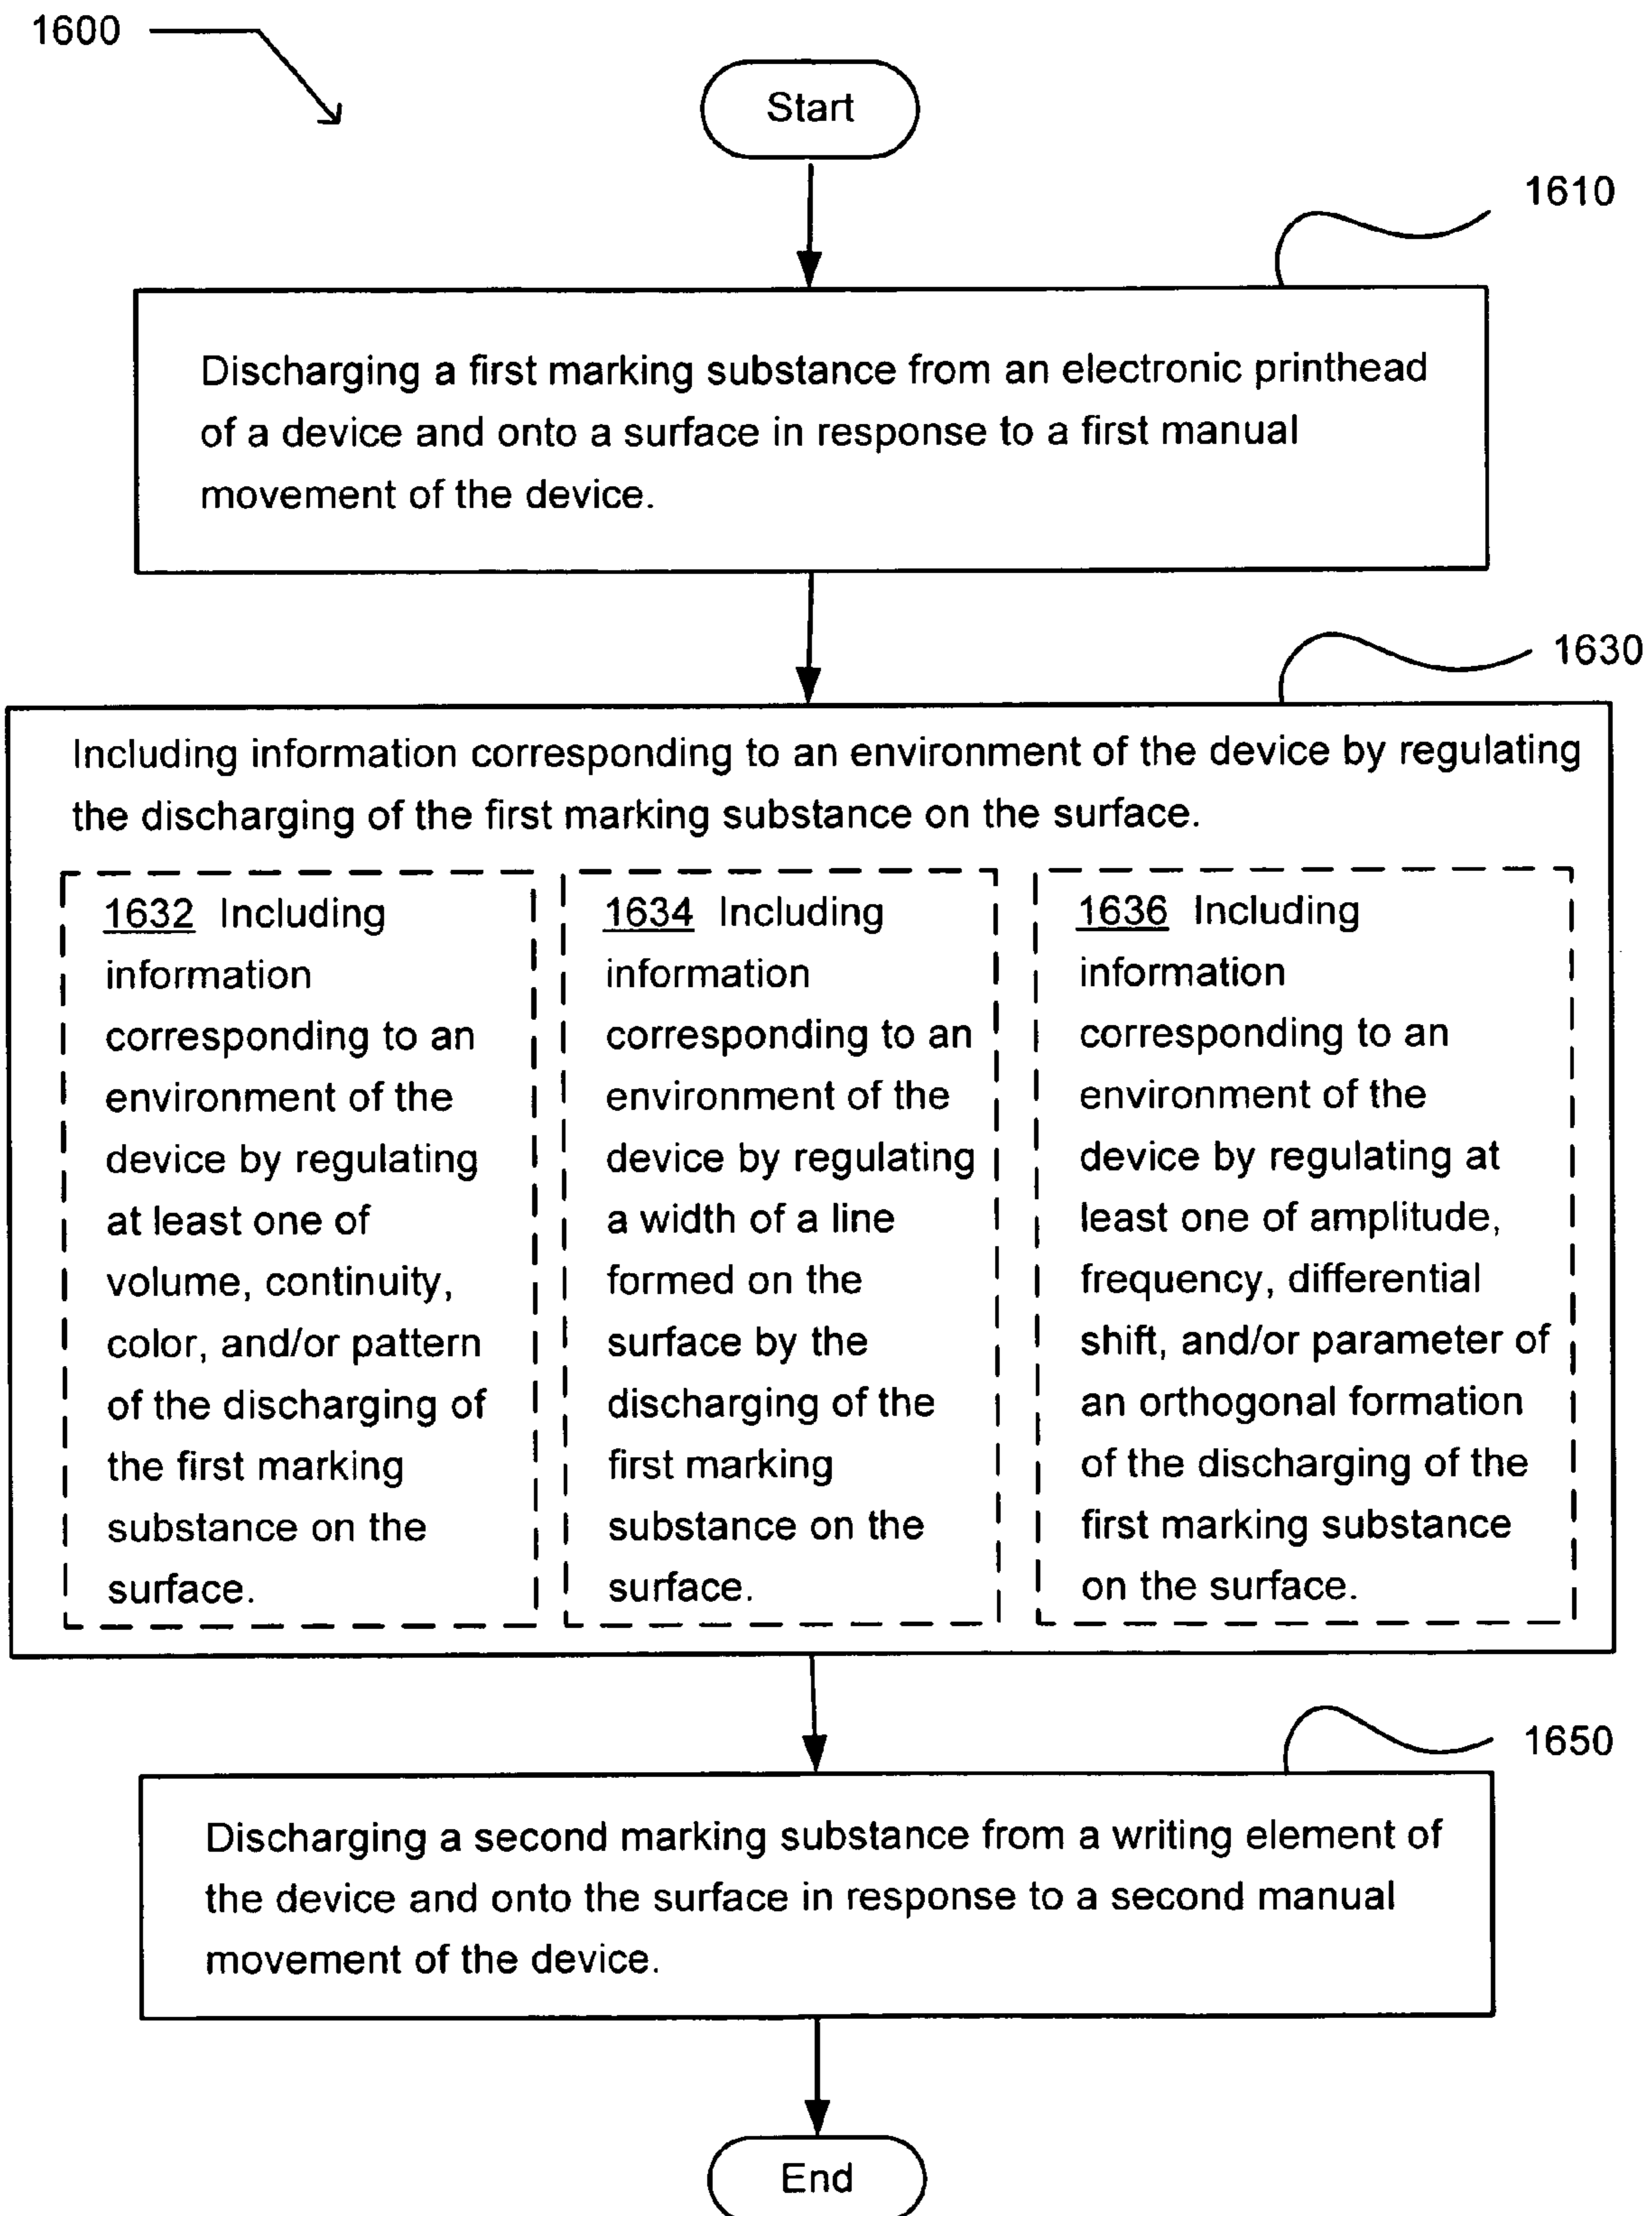 1600
Start
1610
Discharging a first marking substance from an electronic printhead
of a device and onto a surface in response to a first manual
movement of the device.
1630
Including information corresponding to an environment of the device by regulating
the discharging of the first marking substance on the surface.
1632 Including
information
corresponding to an
environment of the
device by regulating
at least one of
volume, continuity,
color, and/or pattern
of the discharging of
the first marking
substance on the
surface.
1634 Including
information
corresponding to an
environment of the
device by regulating
a width of a line
formed on the
surface by the
discharging of the
first marking
substance on the
surface.
1636 Including
information
corresponding to an
environment of the
device by regulating at
least one of amplitude,
frequency, differential
shift, and/or parameter of
an orthogonal formation
of the discharging of the
first marking substance
on the surface.
1650
Discharging a second marking substance from a writing element of
the device and onto the surface in response to a second manual
movement of the device.
End